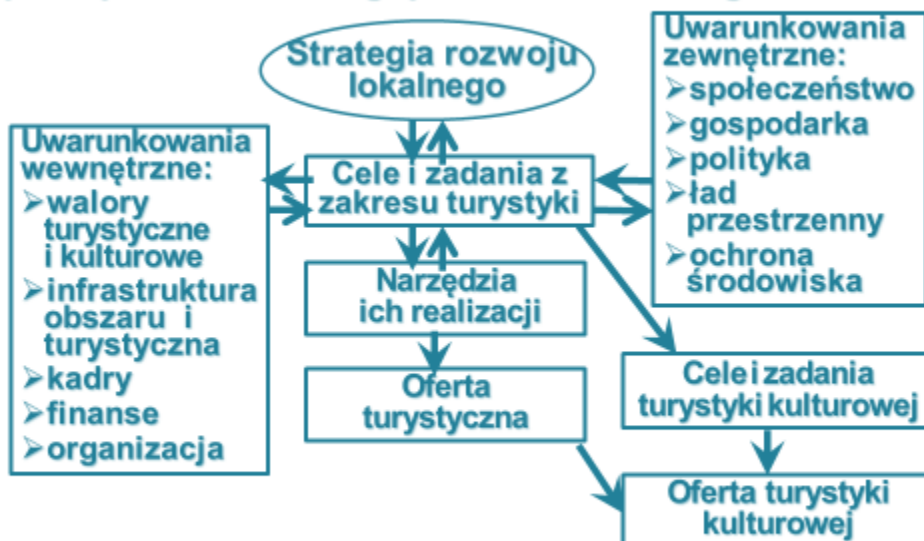 Strategia rozwoju
lokalnego
Uwarunkowania
zewnętrzne:
➢społeczeństwo
➢gospodarka
➢polityka
➢ład
przestrzenny
➢ochrona
środowiska
Uwarunkowania
wewnętrzne:
➢walory
turystyczne
i kulturowe
➢infrastruktura
obszaru i
turystyczna
➢kadry
➢finanse
➢organizacja
Cele i zadania z
zakresu turystyki
Narzędzia
ich realizacji
Oferta
turystyczna
Cele i zadania
turystyki kulturowej
Oferta turystyki
kulturowej